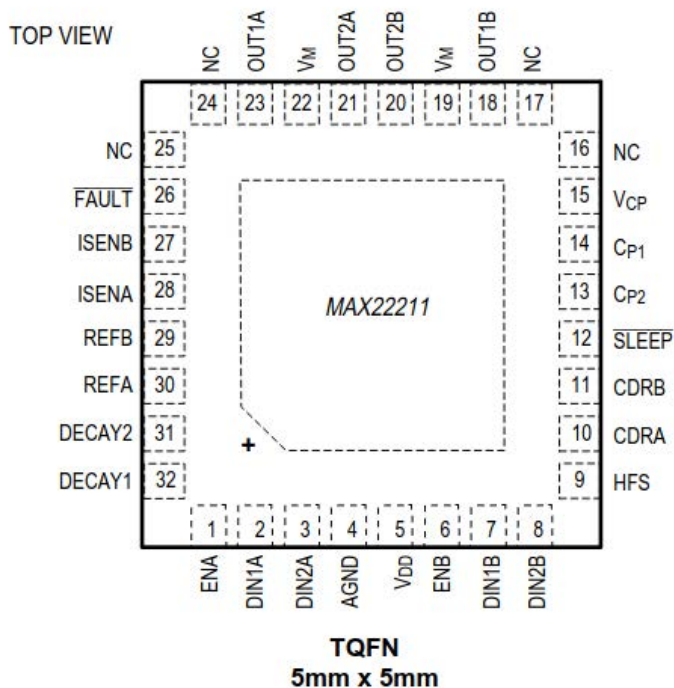 TOP VIEW
NC
OUT1A
VM
OUT2A
OUT2B
VM
OUT1B
NC
24 23 22 21 20 19 18 17
NC 25 16 NC
FAULT 26 15 VCP
ISENB 27 14 CP1
ISENA 28 13 CP2
MAX22211
REFB 29 12 SLEEP
REFA 30 11 CDRB
DECAY2 31 10 CDRA
+
DECAY1 32 9 HFS
1 2 3 4 5 6 7 8
ENA
DIN1A
DIN2A
AGND
VDD
ENB
DIN1B
DIN2B
TQFN
5mm x 5mm